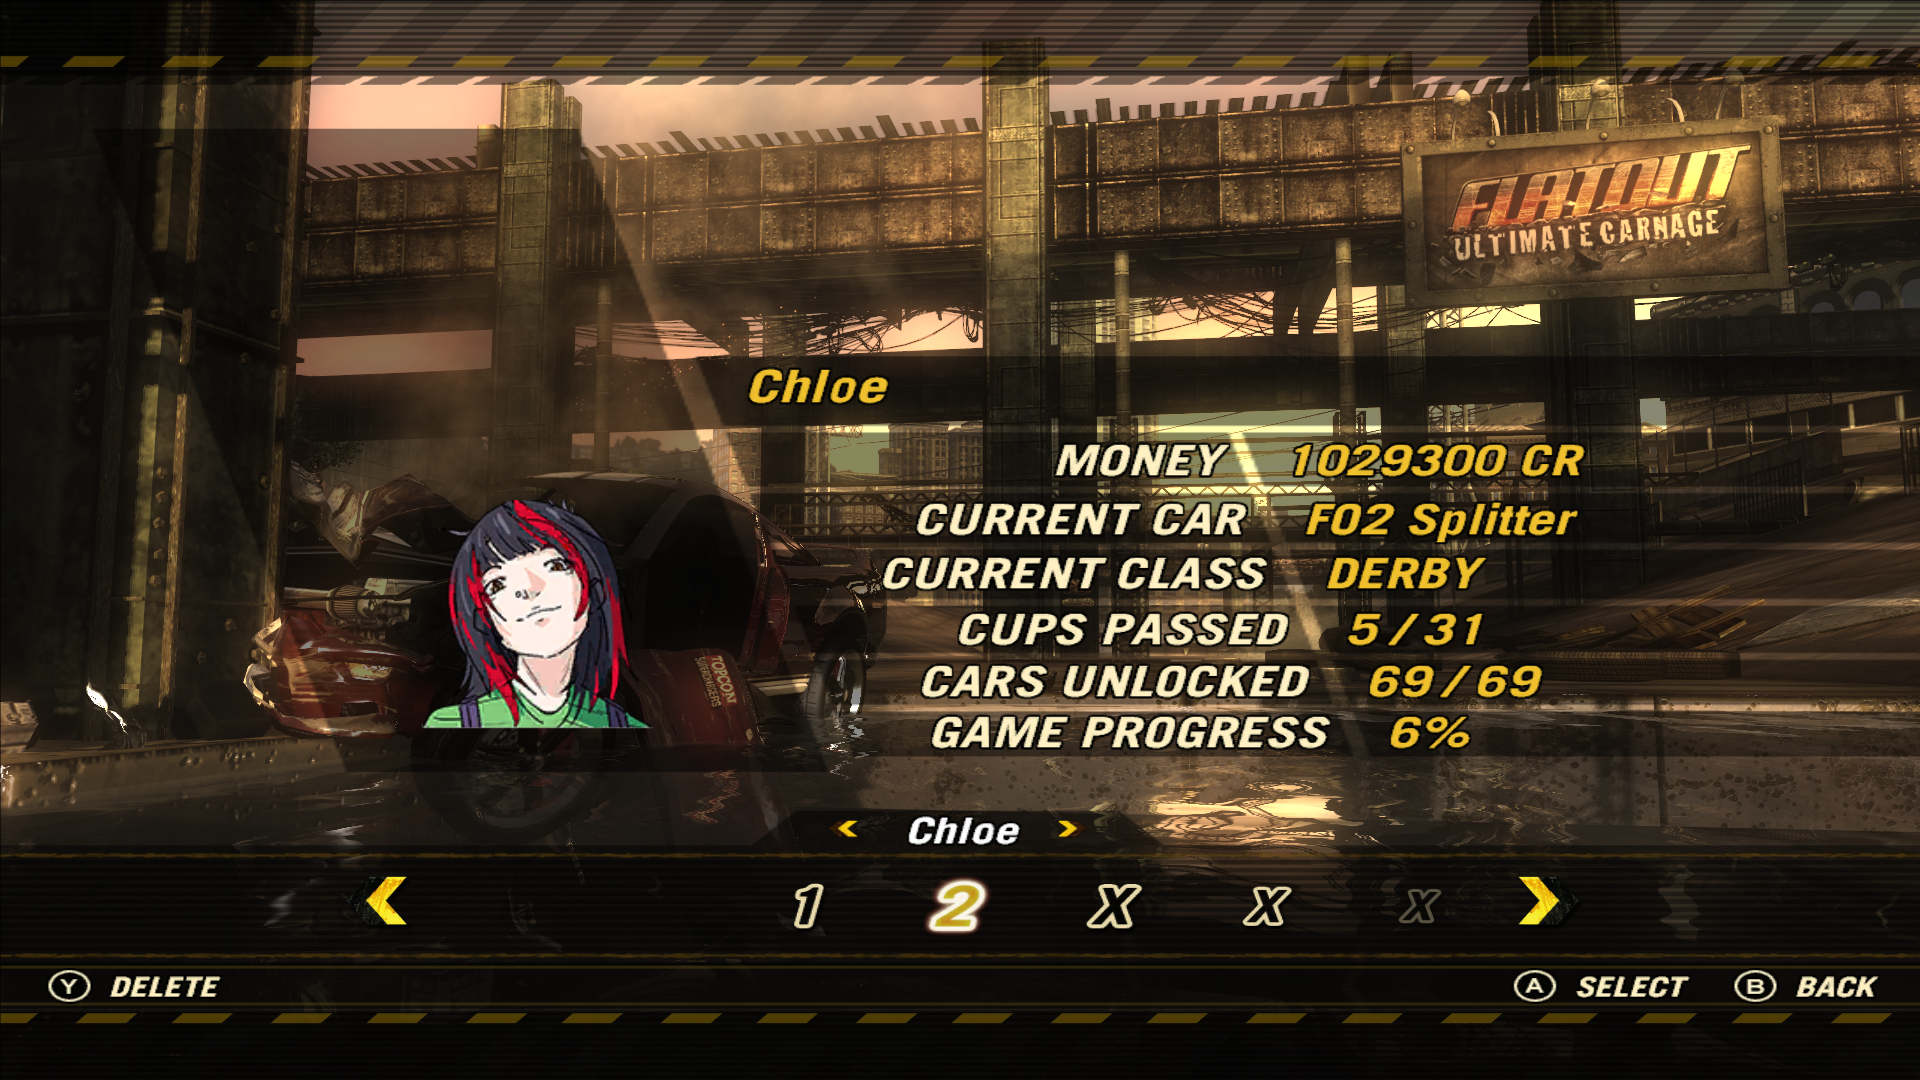 FLATOUT
ULTIMATE CARNAGE
Chloe
MONEY 1029300 CR
CURRENT CAR F02 Splitter
CURRENT CLASS DERBY
CUPS PASSED 5/31
CARS UNLOCKED 69/69
GAME PROGRESS 6%
TOPCON
Chloe
1 2 X X X
Y DELETE
A SELECT B BACK